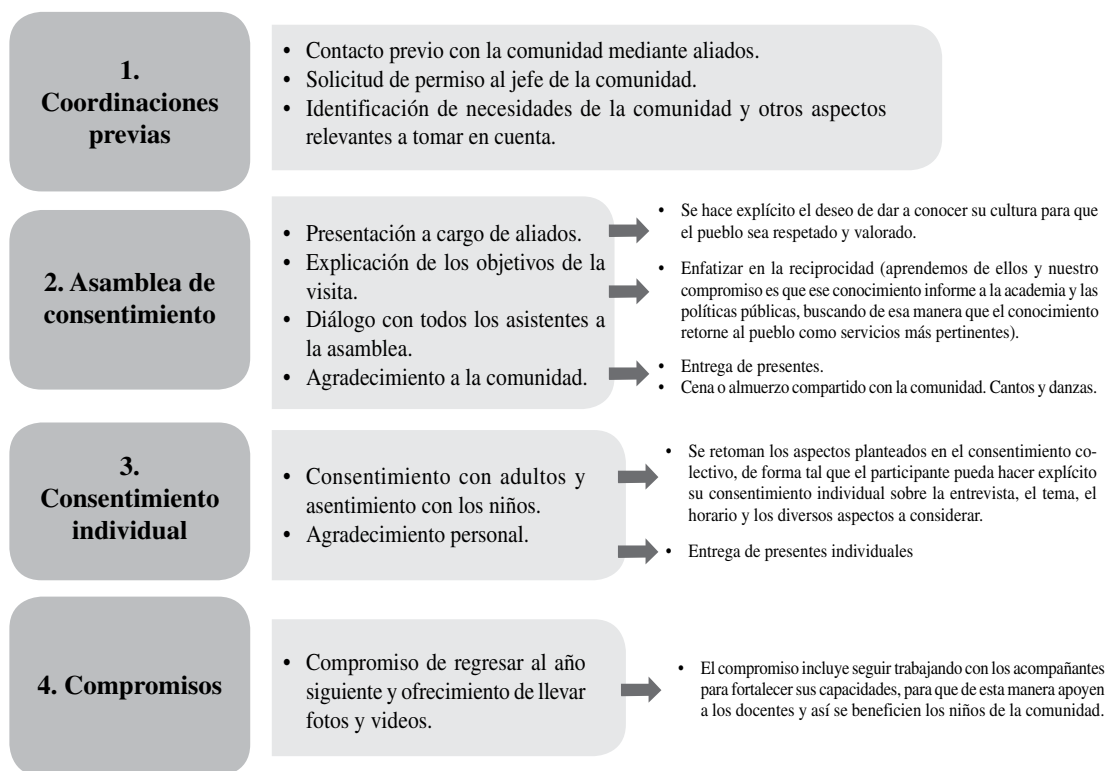 1.
Coordinaciones
previas
• Contacto previo con la comunidad mediante aliados.
• Solicitud de permiso al jefe de la comunidad.
• Identificación de necesidades de la comunidad y otros aspectos
relevantes a tomar en cuenta.
2. Asamblea de
consentimiento
• Presentación a cargo de aliados.
• Explicación de los objetivos de la
visita.
• Diálogo con todos los asistentes a
la asamblea.
• Agradecimiento a la comunidad.
• Se hace explícito el deseo de dar a conocer su cultura para que
el pueblo sea respetado y valorado.
• Enfatizar en la reciprocidad (aprendemos de ellos y nuestro
compromiso es que ese conocimiento informe a la academia y las
políticas públicas, buscando de esa manera que el conocimiento
retorne al pueblo como servicios más pertinentes).
• Entrega de presentes.
• Cena o almuerzo compartido con la comunidad. Cantos y danzas.
3.
Consentimiento
individual
• Consentimiento con adultos y
asentimiento con los niños.
• Agradecimiento personal.
• Se retoman los aspectos planteados en el consentimiento co-
lectivo, de forma tal que el participante pueda hacer explícito
su consentimiento individual sobre la entrevista, el tema, el
horario y los diversos aspectos a considerar.
• Entrega de presentes individuales
4. Compromisos
• Compromiso de regresar al año
siguiente y ofrecimiento de llevar
fotos y videos.
• El compromiso incluye seguir trabajando con los acompañantes
para fortalecer sus capacidades, para que de esta manera apoyen
a los docentes y así se beneficien los niños de la comunidad.